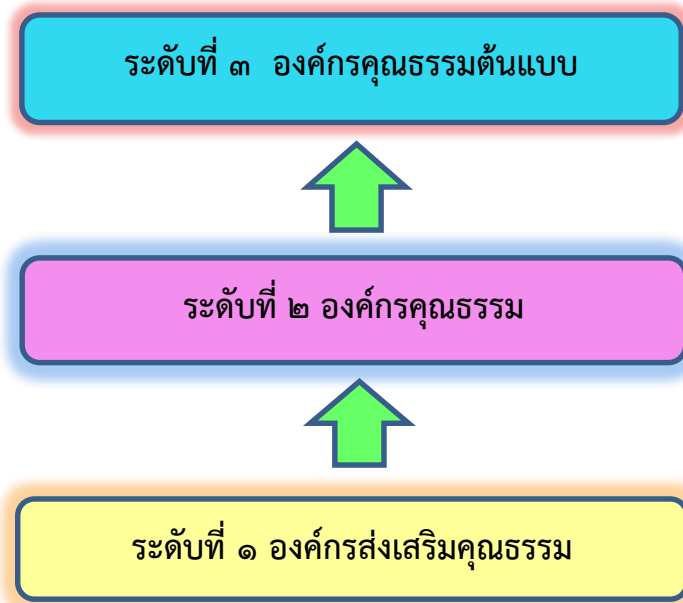 ระดับที่ ๓ องค์กรคุณธรรมต้นแบบ
ระดับที่ ๒ องค์กรคุณธรรม
ระดับที่ ๑ องค์กรส่งเสริมคุณธรรม